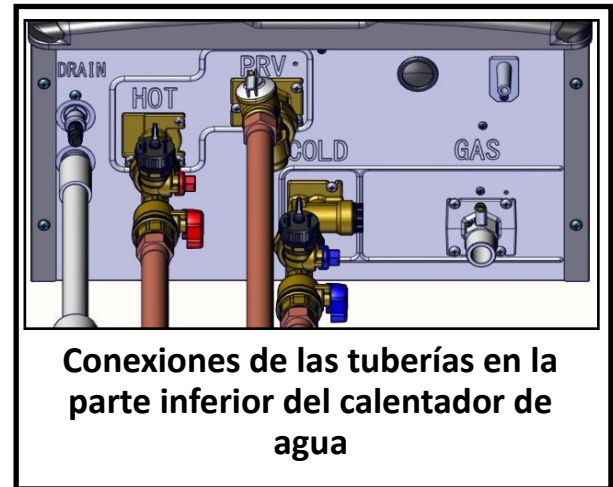 DRAIN
HOT
PRV
COLD
GAS
Conexiones de las tuberías en la
parte inferior del calentador de
agua